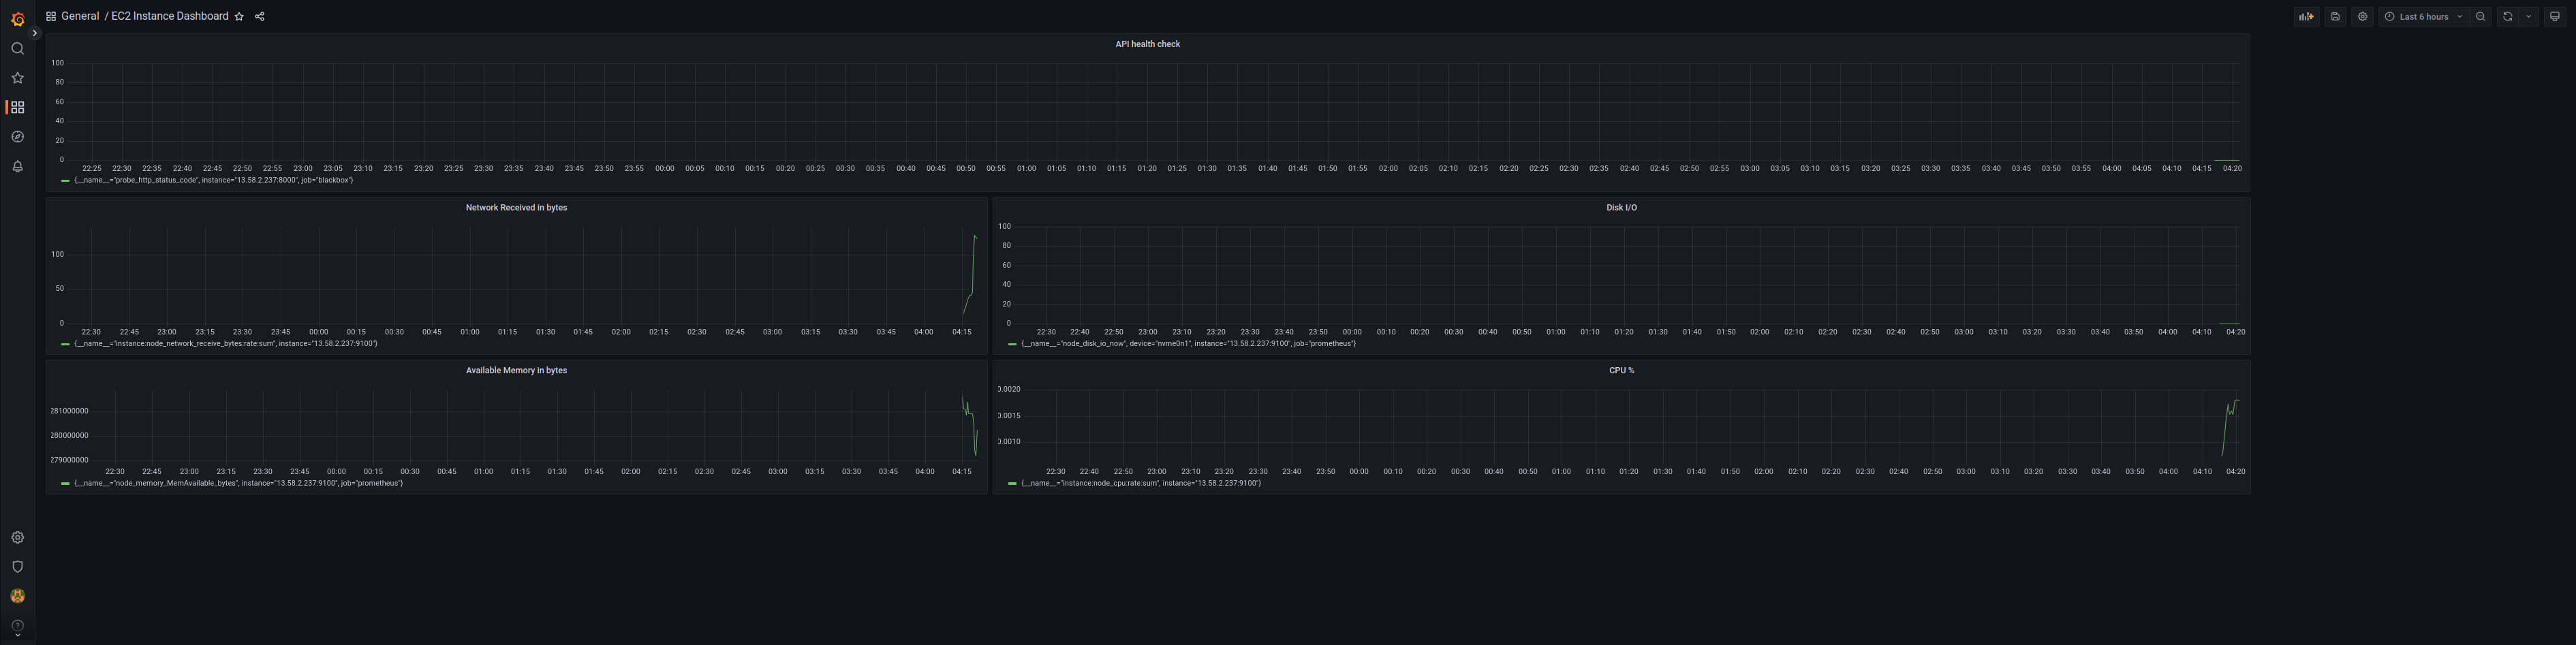 General / EC2 Instance Dashboard
Last 6 hours
API health check
100
80
60
40
20
0
22:25 22:30 22:35 22:40 22:45 22:50 22:55 23:00 23:05 23:10 23:15 23:20 23:25 23:30 23:35 23:40 23:45 23:50 23:55 00:00 00:05 00:10 00:15 00:20 00:25 00:30 00:35 00:40 00:45 00:50 00:55 01:00 01:05 01:10 01:15 01:20 01:25 01:30 01:35 01:40 01:45 01:50 01:55 02:00 02:05 02:10 02:15 02:20 02:25 02:30 02:35 02:40 02:45 02:50 02:55 03:00 03:05 03:10 03:15 03:20 03:25 03:30 03:35 03:40 03:45 03:50 03:55 04:00 04:05 04:10 04:15 04:20
{__name__="probe_http_status_code", instance="13.58.2.237:8000", job="blackbox"}
Network Received in bytes
100
50
0
22:30 22:45 23:00 23:15 23:30 23:45 00:00 00:15 00:30 00:45 01:00 01:15 01:30 01:45 02:00 02:15 02:30 02:45 03:00 03:15 03:30 03:45 04:00 04:15
{__name__="instance:node_network_receive_bytes:rate:sum", instance="13.58.2.237:9100"}
Disk I/O
100
80
60
40
20
0
22:30 22:40 22:50 23:00 23:10 23:20 23:30 23:40 23:50 00:00 00:10 00:20 00:30 00:40 00:50 01:00 01:10 01:20 01:30 01:40 01:50 02:00 02:10 02:20 02:30 02:40 02:50 03:00 03:10 03:20 03:30 03:40 03:50 04:00 04:10 04:20
{__name__="node_disk_io_now", device="nvme0n1", instance="13.58.2.237:9100", job="prometheus"}
Available Memory in bytes
281000000
280000000
279000000
22:30 22:45 23:00 23:15 23:30 23:45 00:00 00:15 00:30 00:45 01:00 01:15 01:30 01:45 02:00 02:15 02:30 02:45 03:00 03:15 03:30 03:45 04:00 04:15
{__name__="node_memory_MemAvailable_bytes", instance="13.58.2.237:9100", job="prometheus"}
CPU %
0.0020
0.0015
0.0010
22:30 22:40 22:50 23:00 23:10 23:20 23:30 23:40 23:50 00:00 00:10 00:20 00:30 00:40 00:50 01:00 01:10 01:20 01:30 01:40 01:50 02:00 02:10 02:20 02:30 02:40 02:50 03:00 03:10 03:20 03:30 03:40 03:50 04:00 04:10 04:20
{__name__="instance:node_cpu:rate:sum", instance="13.58.2.237:9100"}